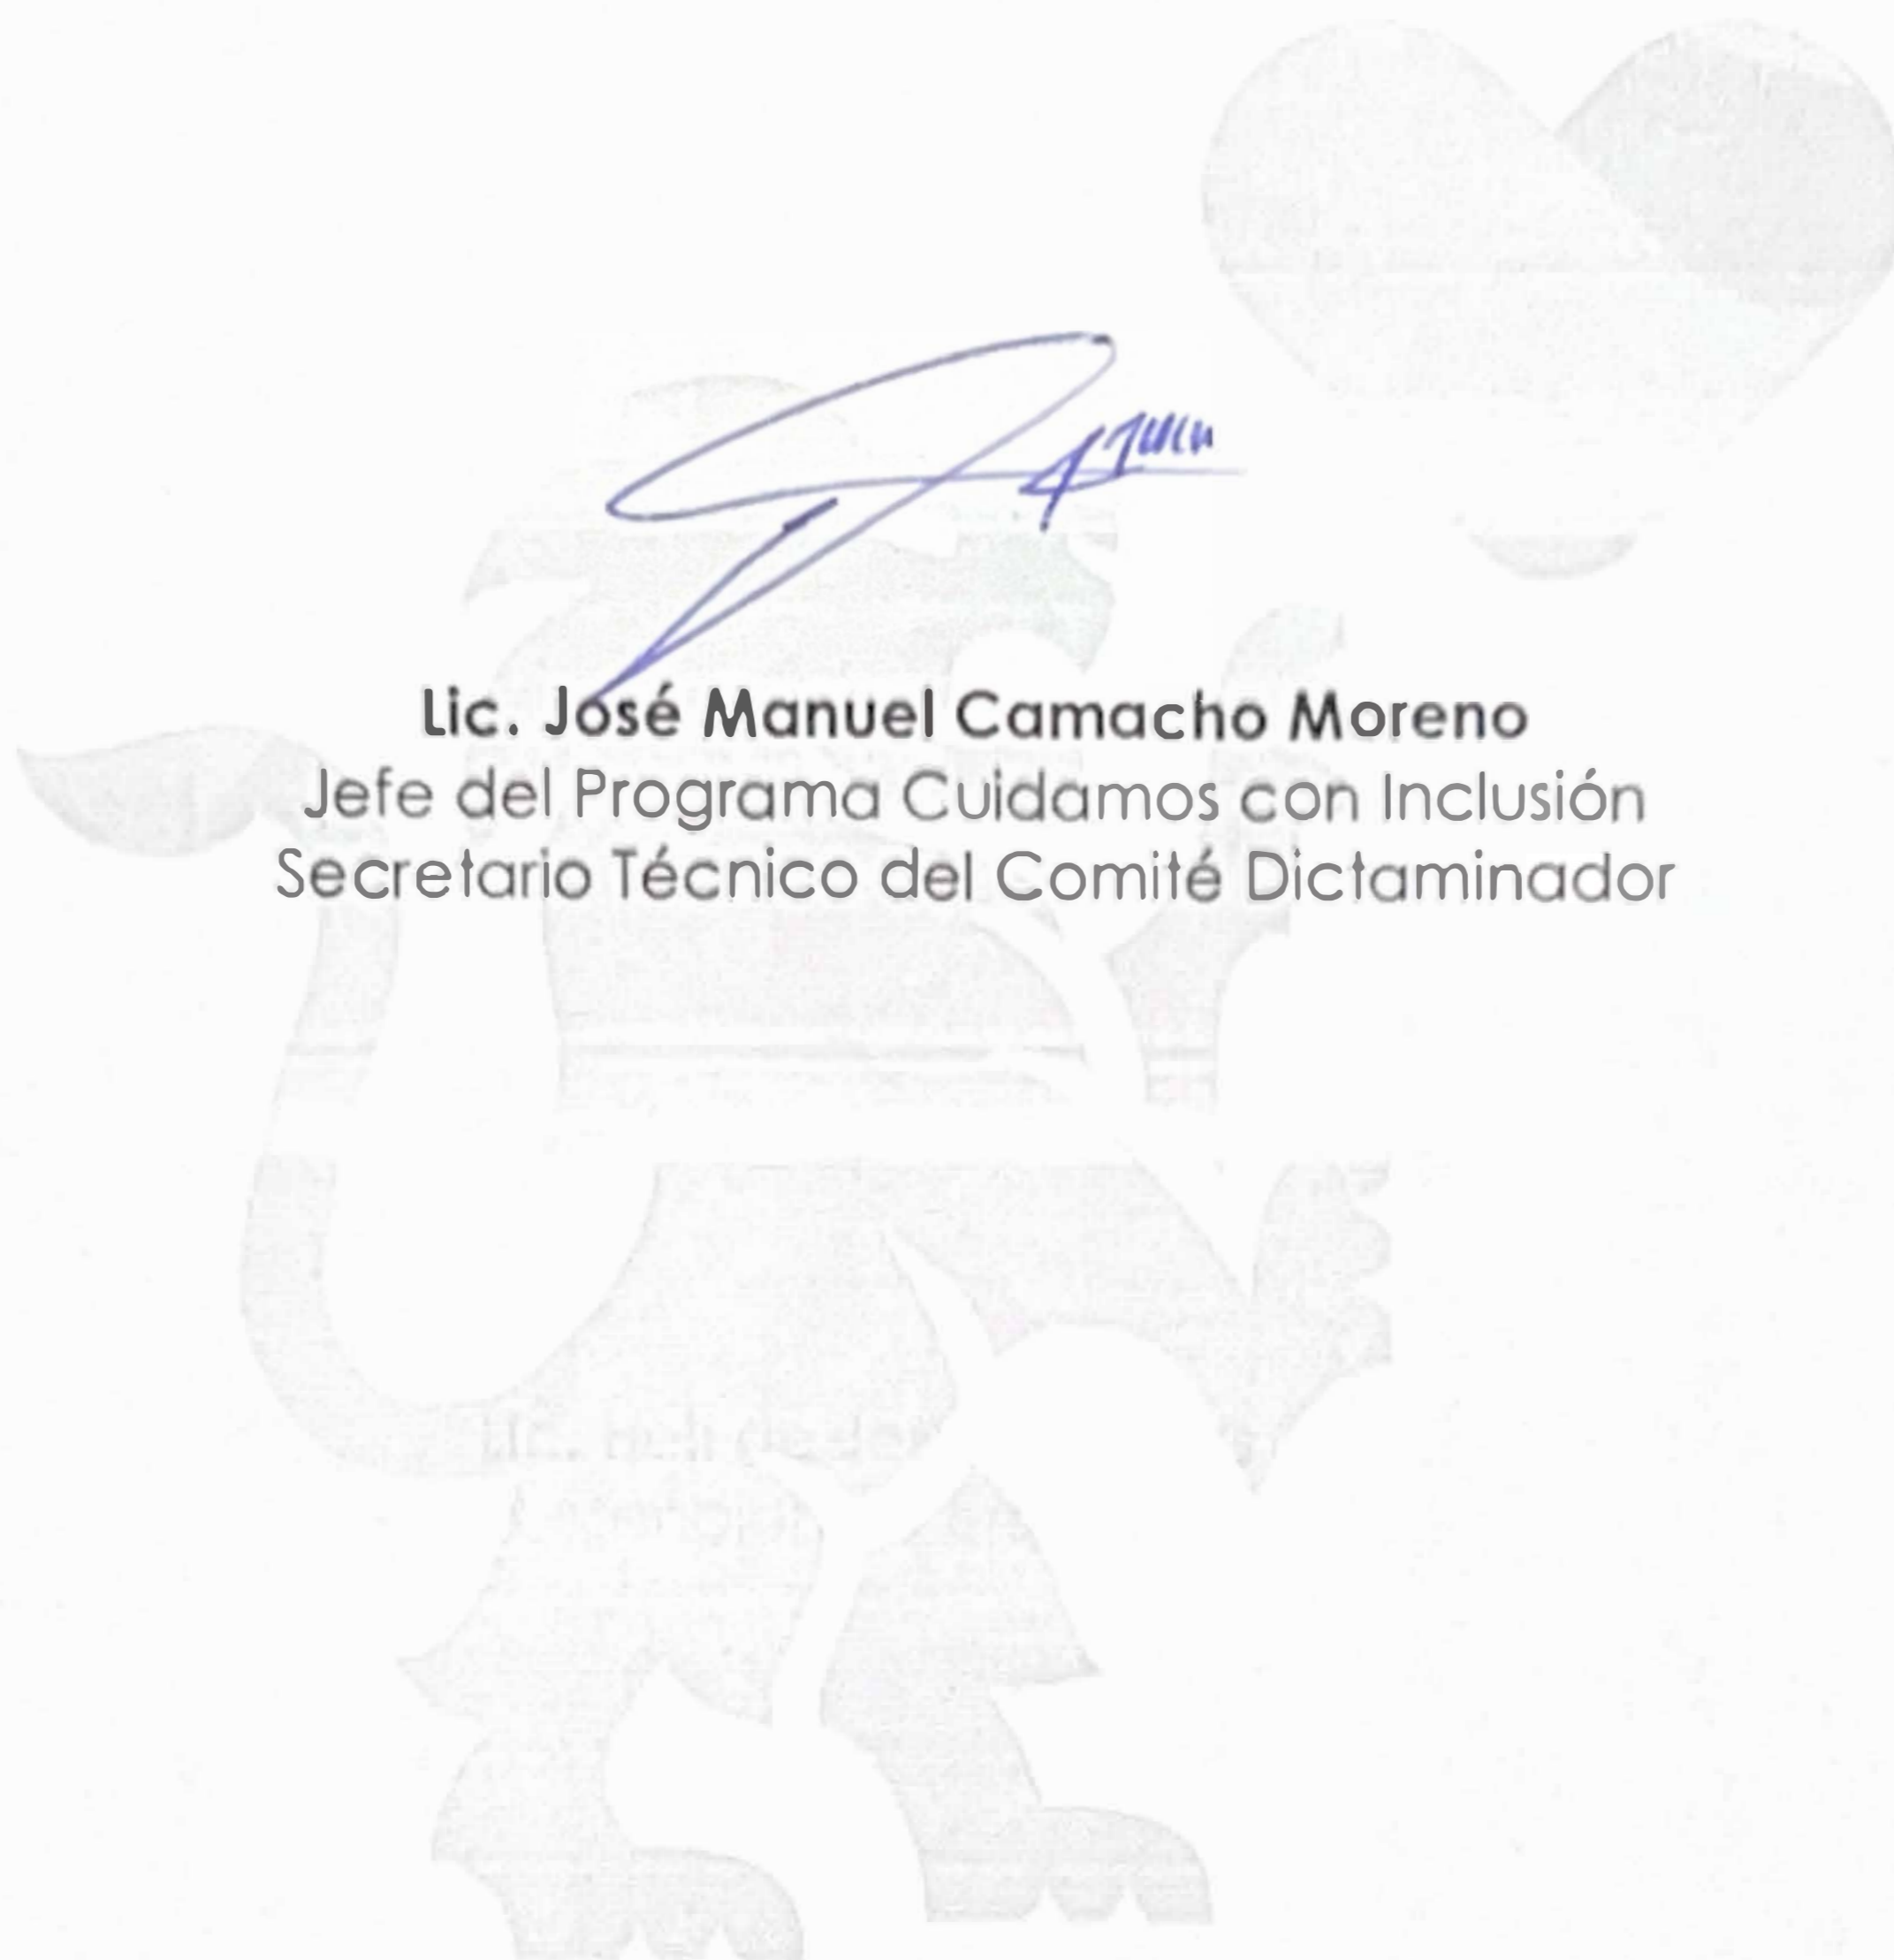 Lic. José Manuel Camacho Moreno
Jefe del Programa Cuidamos con Inclusión
Secretario Técnico del Comité Dictaminador